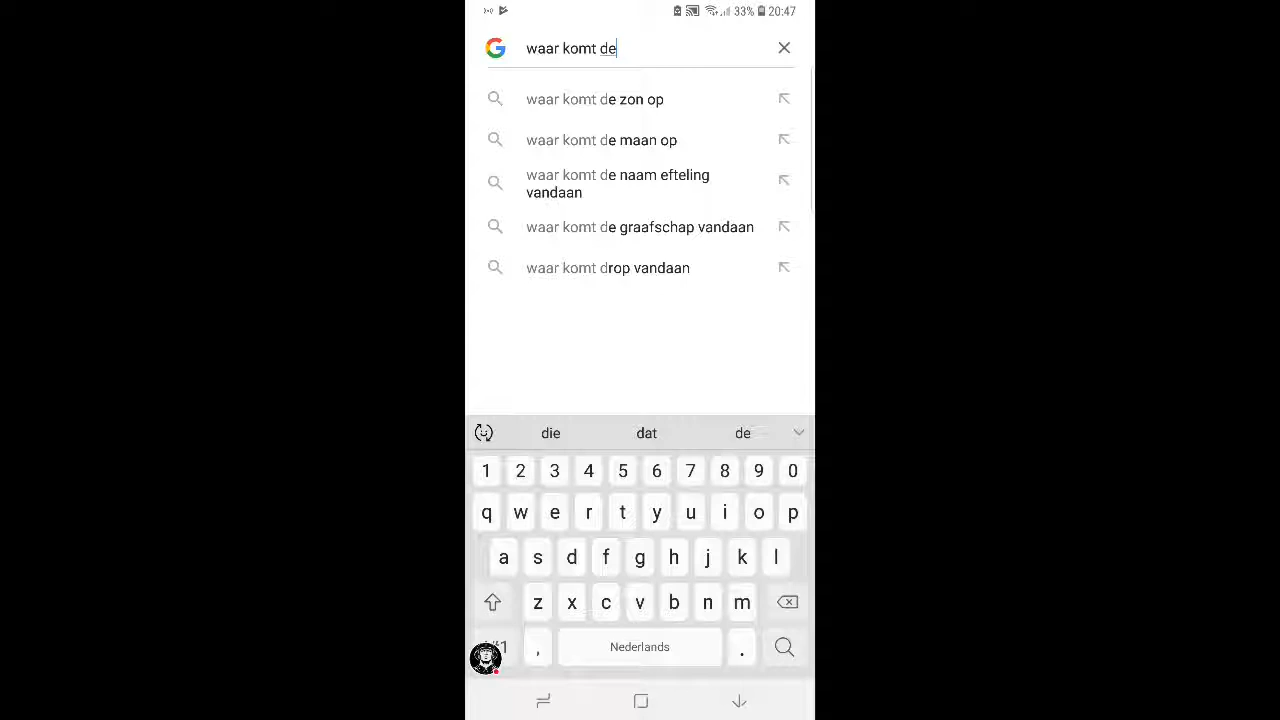 33% 20:47
waar komt de
waar komt de zon op
waar komt de maan op
waar komt de naam efteling
vandaan
waar komt de graafschap vandaan
waar komt drop vandaan
die dat de
1 2 3 4 5 6 7 8 9 0
q w e r t y u i o p
a s d f g h j k l
z x c v b n m
, Nederlands .